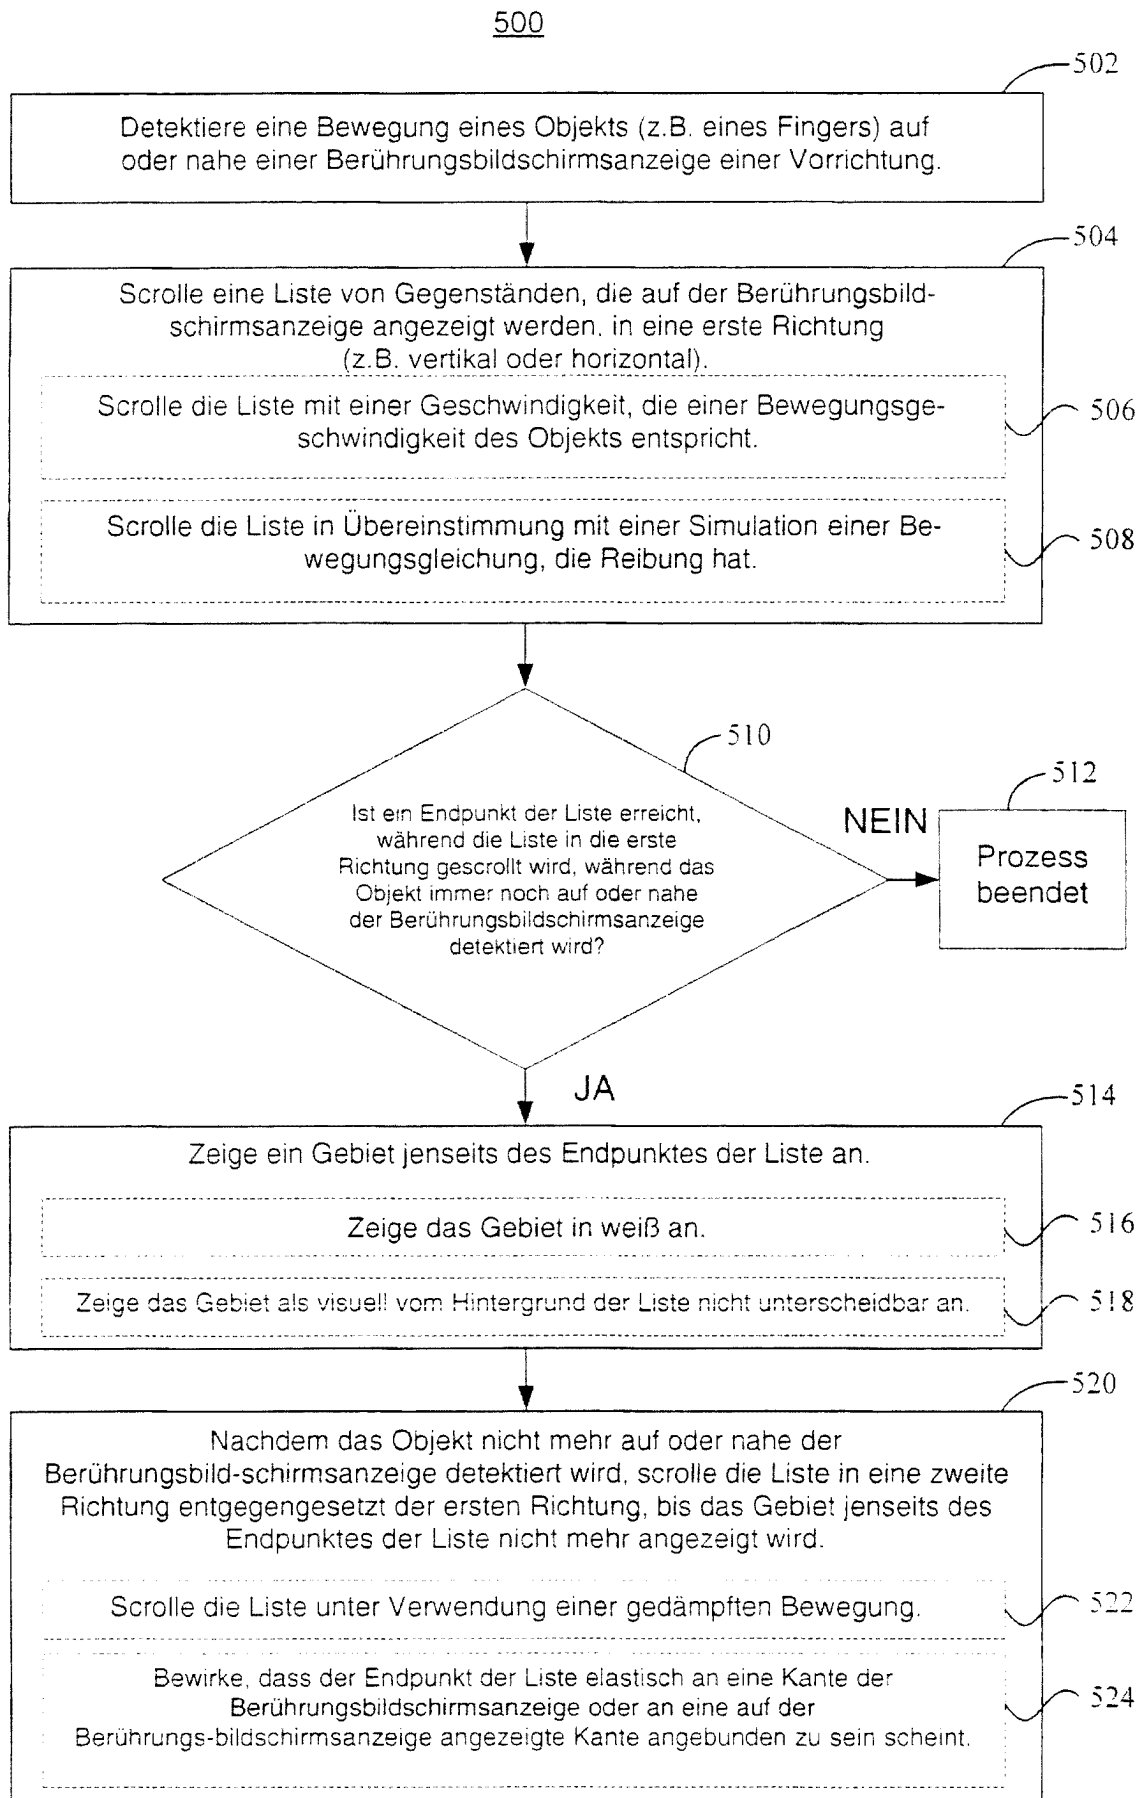 500
502
Detektiere eine Bewegung eines Objekts (z.B. eines Fingers) auf
oder nahe einer Berührungsbildschirmsanzeige einer Vorrichtung.
504
Scrolle eine Liste von Gegenständen, die auf der Berührungsbild-
schirmsanzeige angezeigt werden. in eine erste Richtung
(z.B. vertikal oder horizontal).
Scrolle die Liste mit einer Geschwindigkeit, die einer Bewegungsge-
schwindigkeit des Objekts entspricht.
506
Scrolle die Liste in Übereinstimmung mit einer Simulation einer Be-
wegungsgleichung, die Reibung hat.
508
510
Ist ein Endpunkt der Liste erreicht,
während die Liste in die erste
Richtung gescrollt wird, während das
Objekt immer noch auf oder nahe
der Berührungsbildschirmsanzeige
detektiert wird?
NEIN
512
Prozess
beendet
JA
514
Zeige ein Gebiet jenseits des Endpunktes der Liste an.
Zeige das Gebiet in weiß an.
516
Zeige das Gebiet als visuell vom Hintergrund der Liste nicht unterscheidbar an.
518
520
Nachdem das Objekt nicht mehr auf oder nahe der
Berührungsbild-schirmsanzeige detektiert wird, scrolle die Liste in eine zweite
Richtung entgegengesetzt der ersten Richtung, bis das Gebiet jenseits des
Endpunktes der Liste nicht mehr angezeigt wird.
Scrolle die Liste unter Verwendung einer gedämpften Bewegung.
522
Bewirke, dass der Endpunkt der Liste elastisch an eine Kante der
Berührungsbildschirmsanzeige oder an eine auf der
Berührungs-bildschirmsanzeige angezeigte Kante angebunden zu sein scheint.
524